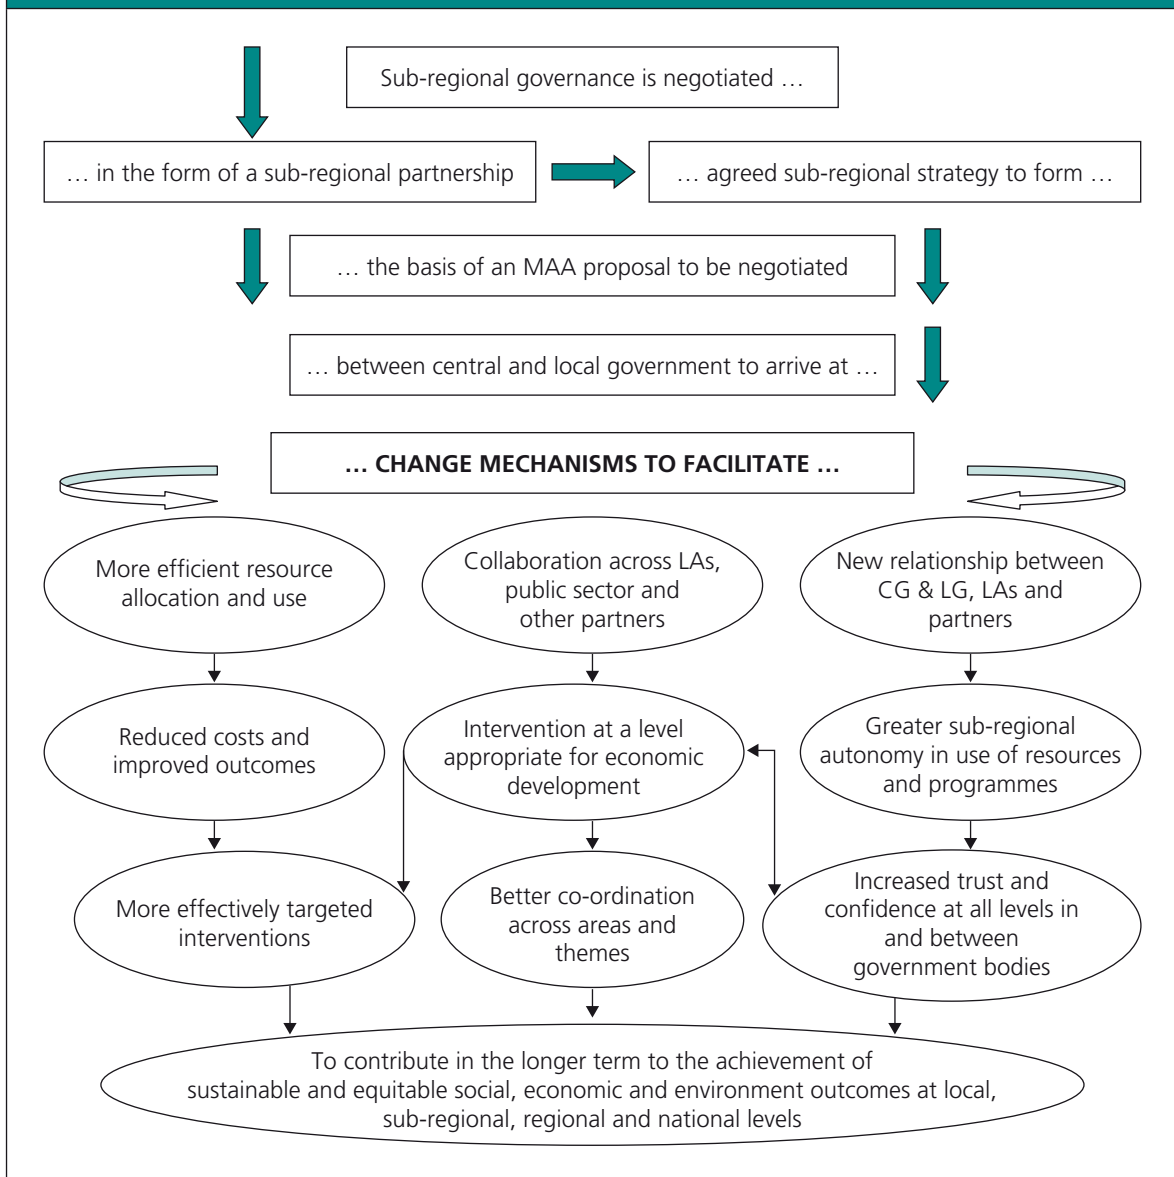 Sub-regional governance is negotiated …
… in the form of a sub-regional partnership
… agreed sub-regional strategy to form …
… the basis of an MAA proposal to be negotiated
… between central and local government to arrive at …
… CHANGE MECHANISMS TO FACILITATE …
More efficient resource
allocation and use
Collaboration across LAs,
public sector and
other partners
New relationship between
CG & LG, LAs and
partners
Reduced costs and
improved outcomes
Intervention at a level
appropriate for economic
development
Greater sub-regional
autonomy in use of resources
and programmes
More effectively targeted
interventions
Better co-ordination
across areas and
themes
Increased trust and
confidence at all levels in
and between
government bodies
To contribute in the longer term to the achievement of
sustainable and equitable social, economic and environment outcomes at local,
sub-regional, regional and national levels